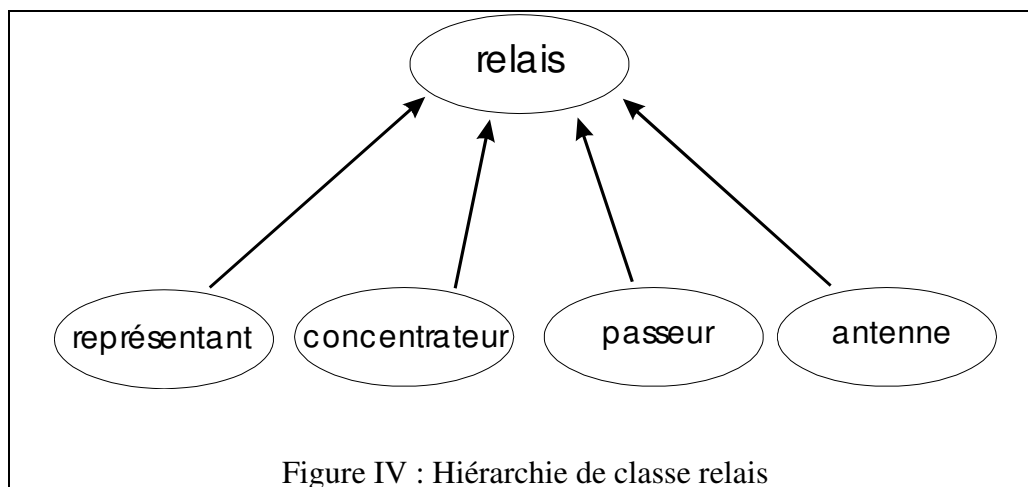 relais
représentant
concentrateur
passeur
antenne
Figure IV : Hiérarchie de classe relais